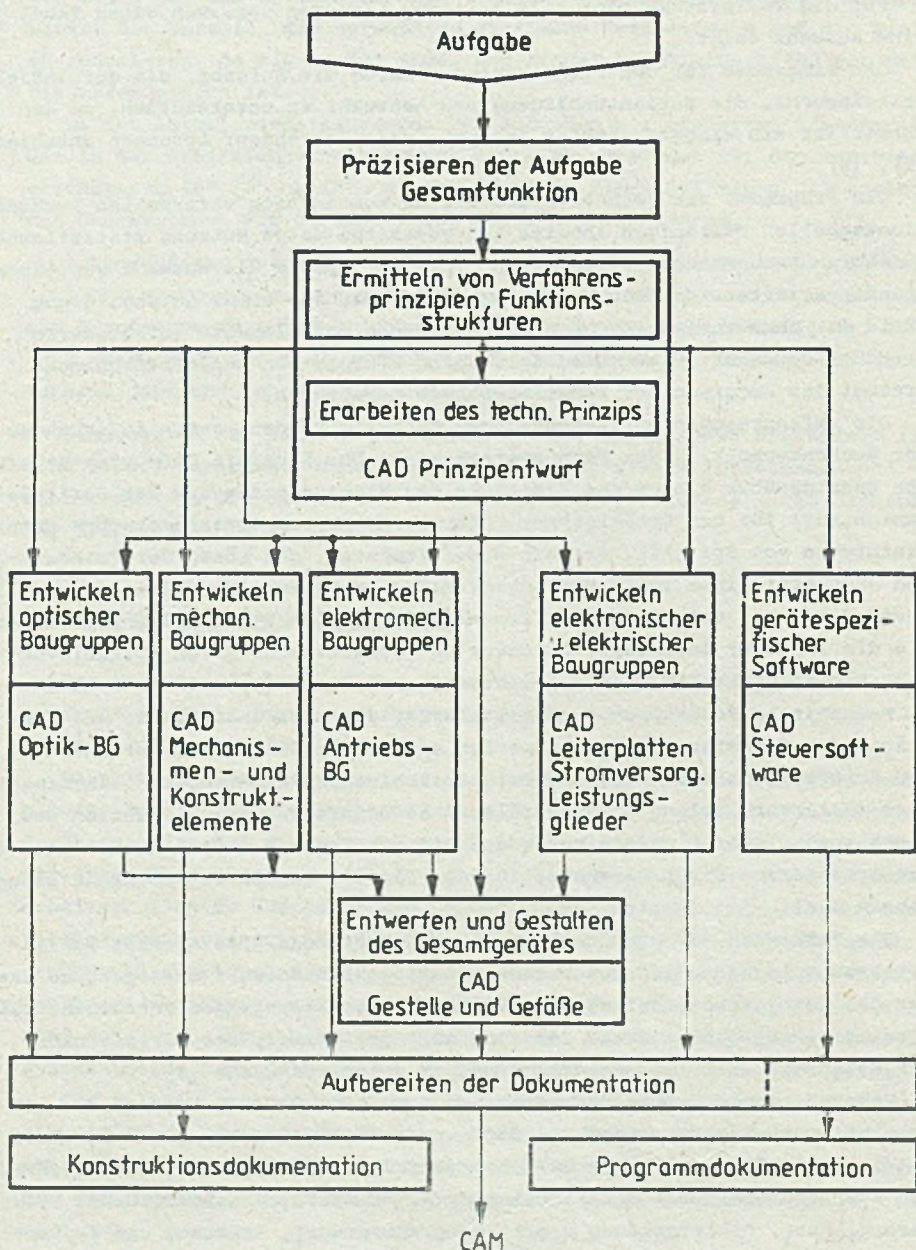 Aufgabe
Präzisieren der Aufgabe
Gesamtfunktion
Ermitteln von Verfahrens-
prinzipien, Funktions-
strukturen
Erarbeiten des techn. Prinzips
CAD Prinzipentwurf
Entwickeln
optischer
Baugruppen
CAD
Optik-BG
Entwickeln
mechan.
Baugruppen
CAD
Mechanis-
men - und
Konstrukt.-
elemente
Entwickeln
elektromech.
Baugruppen
CAD
Antriebs-
BG
Entwickeln
elektronischer
, elektrischer
Baugruppen
CAD
Leiterplatten
Stromversorg.
Leistungs-
glieder
Entwickeln
gerätespezi-
fischer
Software
CAD
Steuersoft-
ware
Entwerfen und Gestalten
des Gesamtgerätes
CAD
Gestelle und Gefäße
Aufbereiten der Dokumentation
Konstruktionsdokumentation
Programmdokumentation
CAM